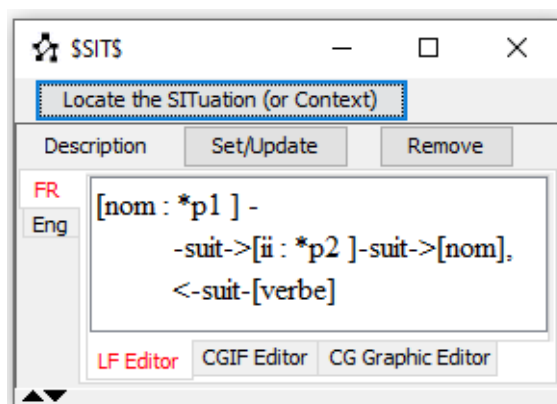 $SIT$
Locate the SITuation (or Context)
Description Set/Update Remove
FR
Eng
[nom : *p1 ] -
-suit->[ii : *p2 ]-suit->[nom],
<-suit-[verbe]
LF Editor CGIF Editor CG Graphic Editor